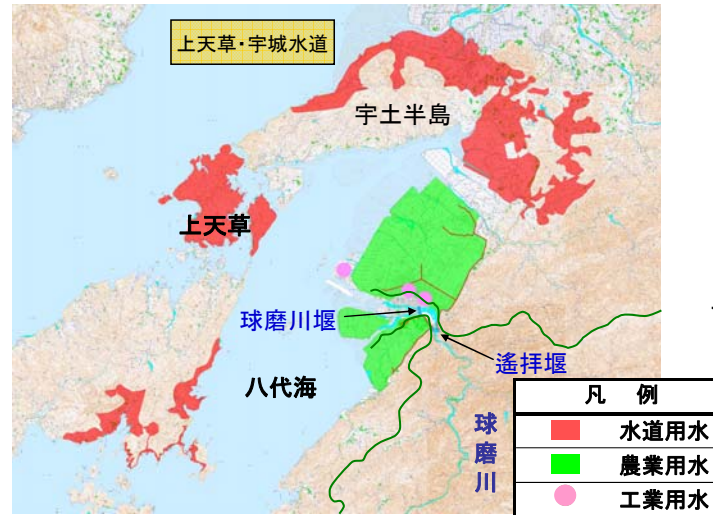 上天草・宇城水道
宇土半島
上天草
球磨川堰
遙拝堰
八代海
球磨川
凡 例
水道用水
農業用水
工業用水